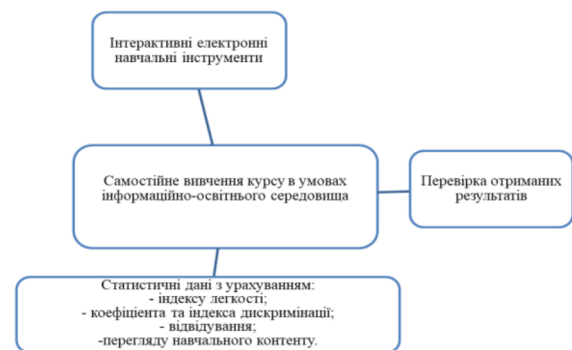 Інтерактивні електронні
навчальні інструменти
Самостійне вивчення курсу в умовах
інформаційно-освітнього середовища
Перевірка отриманих
результатів
Статистичні дані з урахуванням:
- індексу легкості;
- коефіцієнта та індекса дискримінації;
- відвідування;
-перегляду навчального контенту.